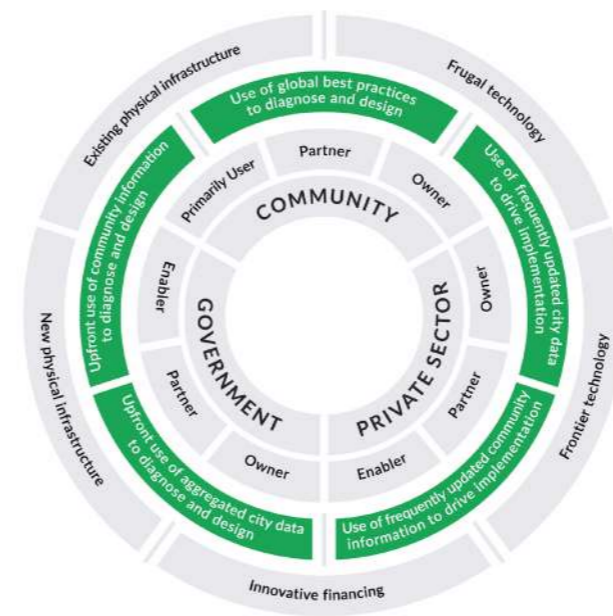 Existing physical infrastructure
Frugal technology
Frontier technology
Innovative financing
New physical infrastructure
Use of global best practices
to diagnose and design
Use of frequently updated city data
to drive implementation
Use of frequently updated community
information to drive implementation
Upfront use of aggregated city data
to diagnose and design
Upfront use of community information
to diagnose and design
Primarily User
Partner
Owner
Owner
Partner
Enabler
Owner
Partner
Enabler
COMMUNITY
PRIVATE SECTOR
GOVERNMENT